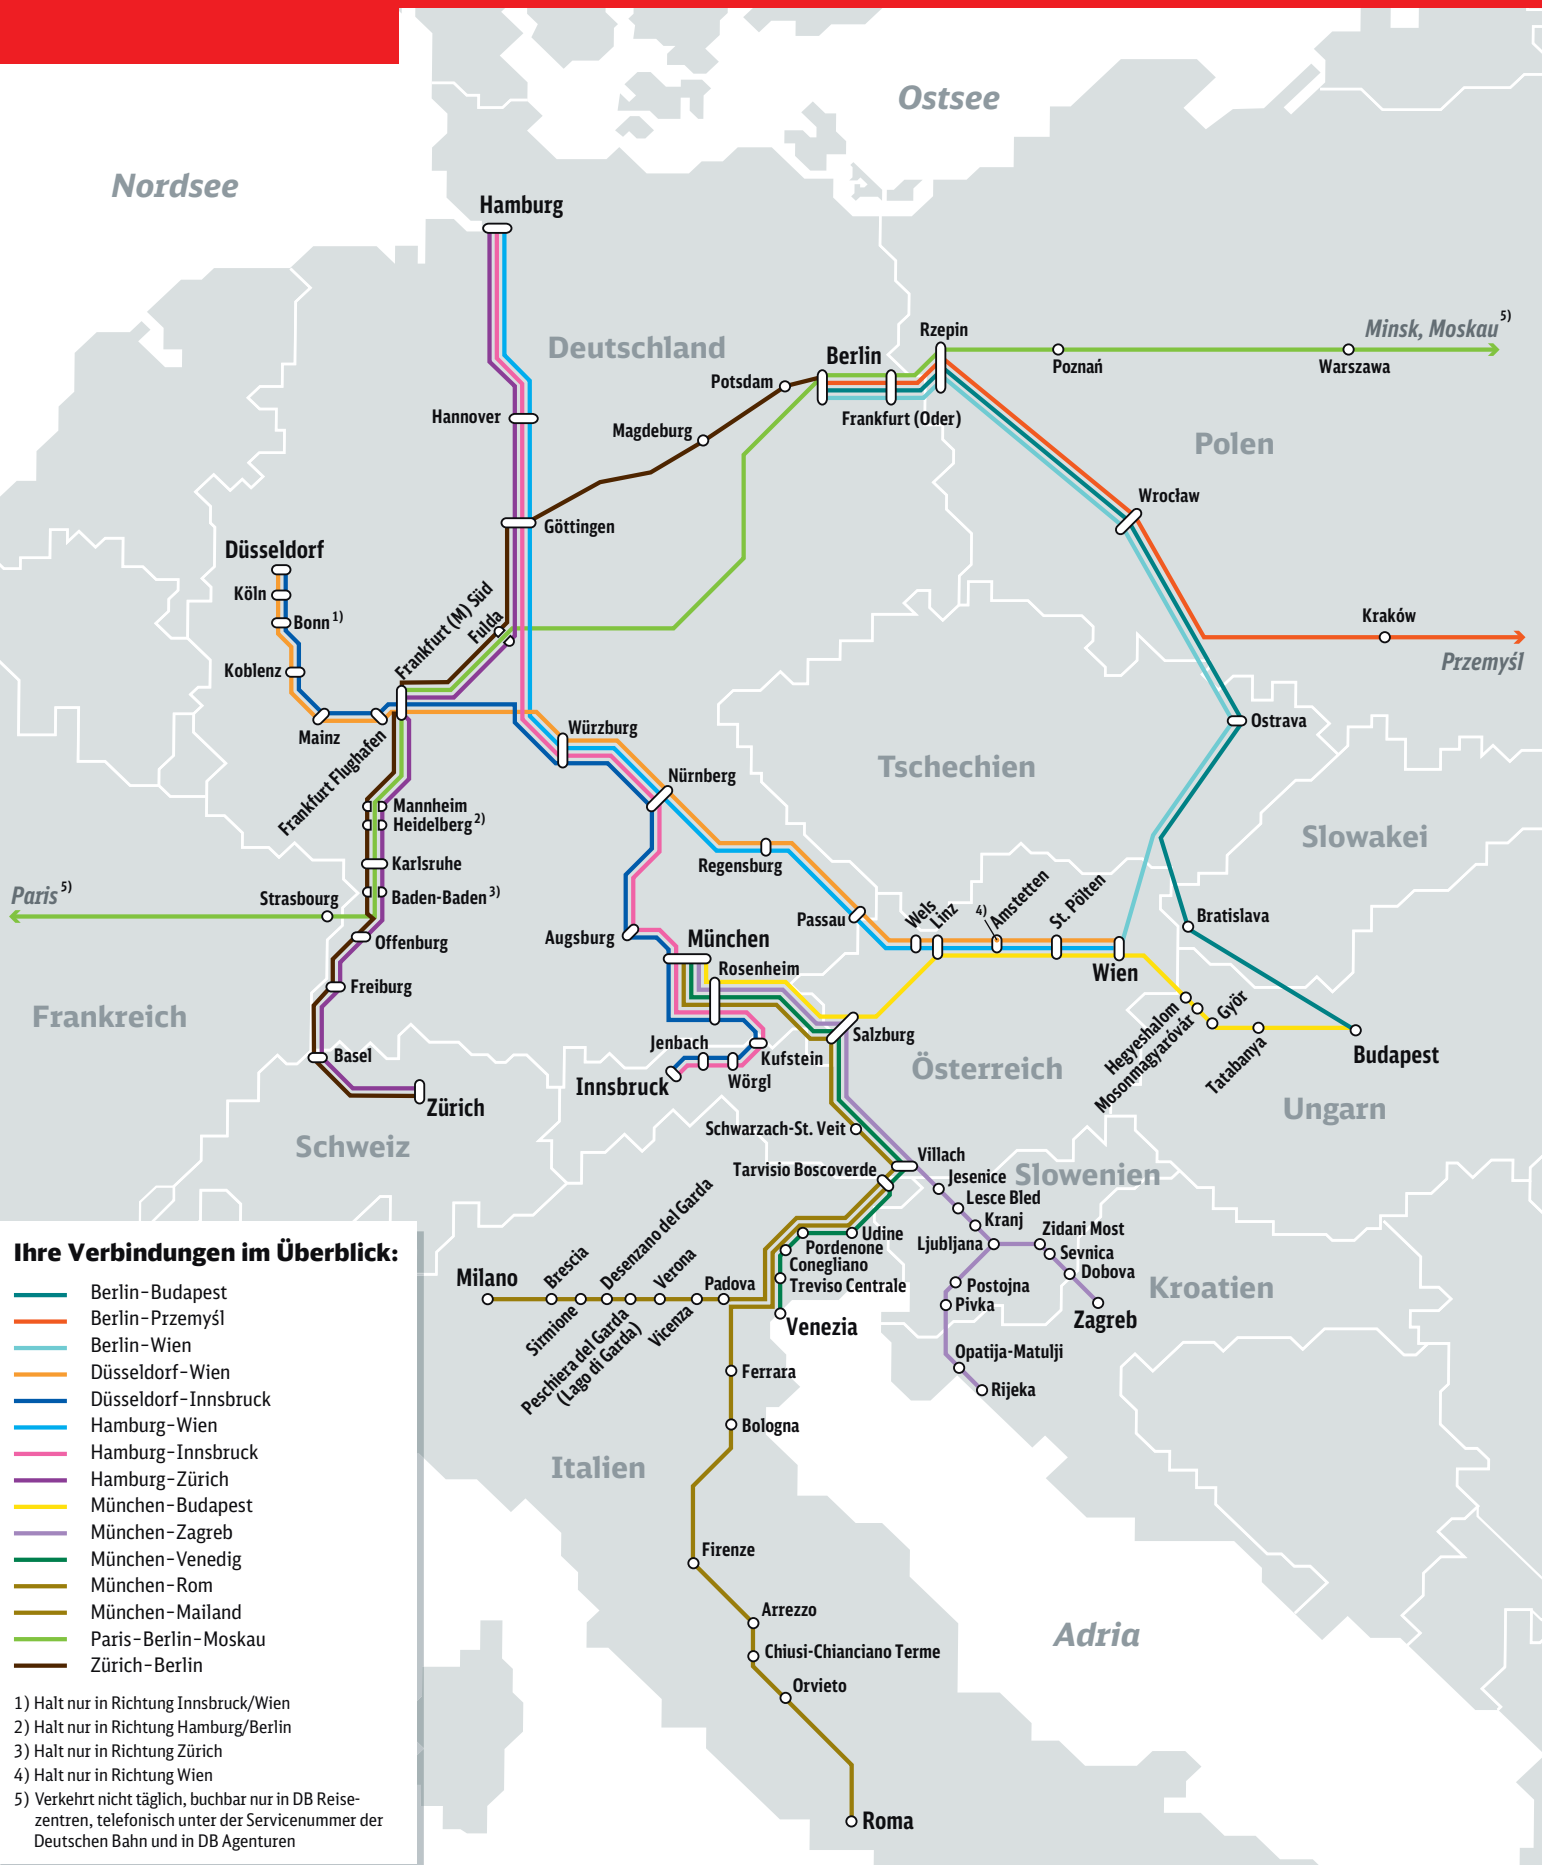 Ostsee
Nordsee
Hamburg
Deutschland
Rzepin
Minsk, Moskau 5)
Berlin
Potsdam
Poznań
Warszawa
Hannover
Magdeburg
Frankfurt (Oder)
Polen
Wrocław
Göttingen
Düsseldorf
Köln
Bonn 1)
Frankfurt (M) Süd
Fulda
Koblenz
Kraków
Przemyśl
Mainz
Frankfurt Flughafen
Würzburg
Ostrava
Nürnberg
Tschechien
Mannheim
Heidelberg 2)
Slowakei
Regensburg
Karlsruhe
Paris 5)
Strasbourg
Baden-Baden 3)
Passau
Wels
Linz
4) Amstetten
St. Pölten
Bratislava
Offenburg
Augsburg
München
Wien
Rosenheim
Freiburg
Frankreich
Hegyeshalom
Mosonmagyaróvár
Györ
Tatabanya
Budapest
Salzburg
Basel
Jenbach
Kufstein
Österreich
Innsbruck
Wörgl
Zürich
Ungarn
Schweiz
Schwarzach-St. Veit
Villach
Tarvisio Boscoverde
Jesenice
Slowenien
Lesce Bled
Kranj
Zidani Most
Ljubljana
Sevnica
Dobova
Udine
Pordenone
Conegliano
Treviso Centrale
Postojna
Pivka
Kroatien
Zagreb
Milano
Brescia
Sirmione
Desenzano del Garda
Peschiera del Garda
(Lago di Garda)
Verona
Vicenza
Padova
Venezia
Opatija-Matulji
Rijeka
Ferrara
Bologna
Italien
Firenze
Arrezzo
Chiusi-Chianciano Terme
Orvieto
Adria
Roma
Ihre Verbindungen im Überblick:
Berlin–Budapest
Berlin–Przemyśl
Berlin–Wien
Düsseldorf–Wien
Düsseldorf–Innsbruck
Hamburg–Wien
Hamburg–Innsbruck
Hamburg–Zürich
München–Budapest
München–Zagreb
München–Venedig
München–Rom
München–Mailand
Paris–Berlin–Moskau
Zürich–Berlin
1) Halt nur in Richtung Innsbruck/Wien
2) Halt nur in Richtung Hamburg/Berlin
3) Halt nur in Richtung Zürich
4) Halt nur in Richtung Wien
5) Verkehrt nicht täglich, buchbar nur in DB Reise-
zentren, telefonisch unter der Servicenummer der
Deutschen Bahn und in DB Agenturen